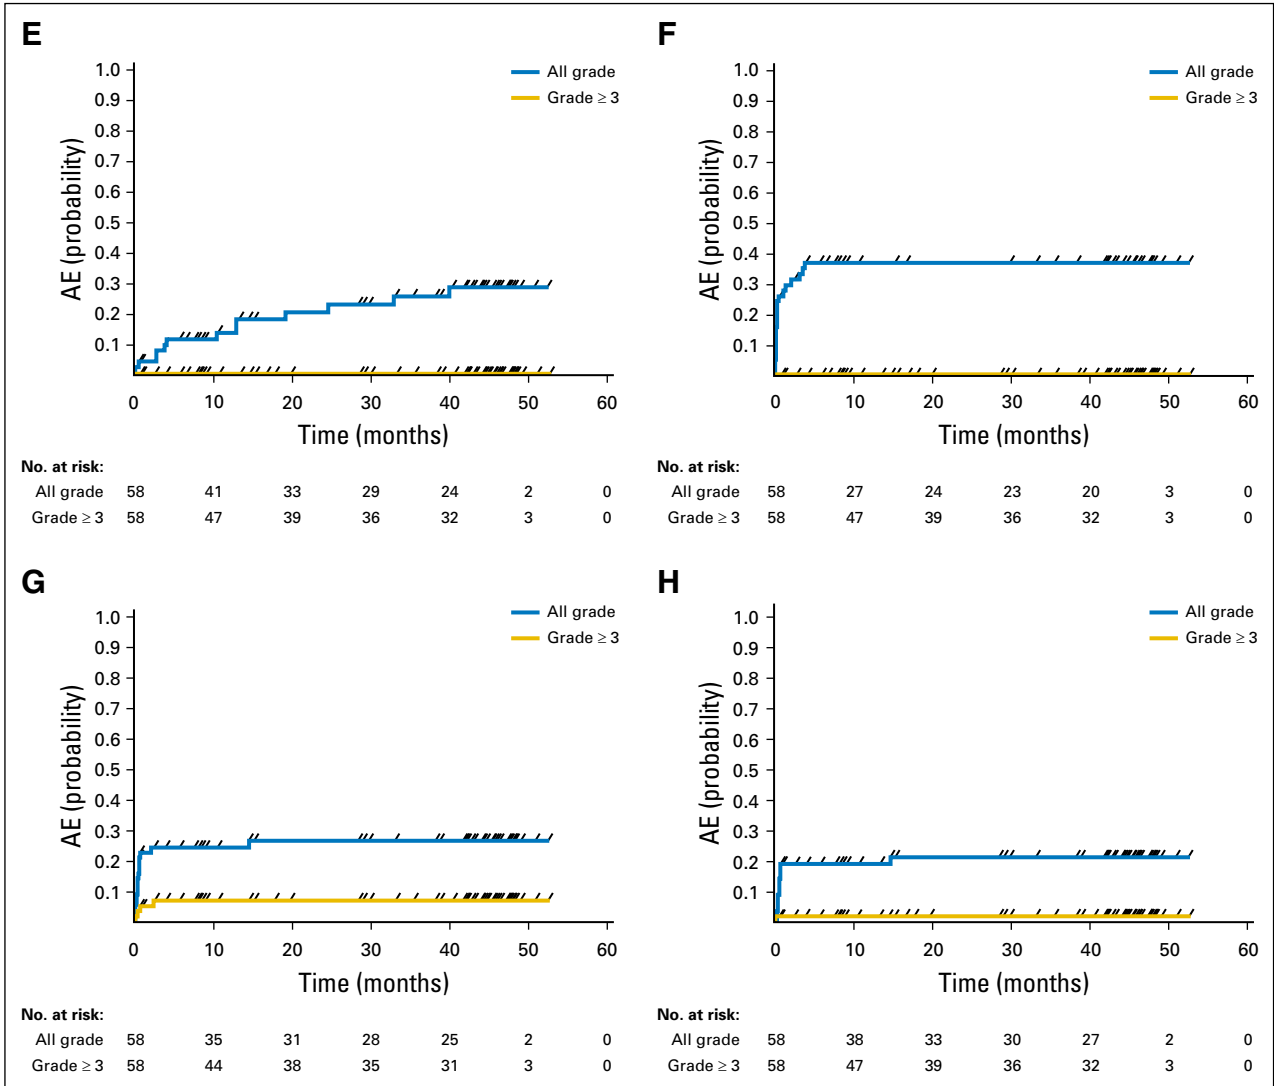 E
All grade
Grade ≥ 3
1.0
0.9
0.8
0.7
0.6
0.5
0.4
0.3
0.2
0.1
AE (probability)
0 10 20 30 40 50 60
Time (months)
No. at risk:
All grade 58 41 33 29 24 2 0
Grade ≥ 3 58 47 39 36 32 3 0
F
All grade
Grade ≥ 3
1.0
0.9
0.8
0.7
0.6
0.5
0.4
0.3
0.2
0.1
AE (probability)
0 10 20 30 40 50 60
Time (months)
No. at risk:
All grade 58 27 24 23 20 3 0
Grade ≥ 3 58 47 39 36 32 3 0
G
All grade
Grade ≥ 3
1.0
0.9
0.8
0.7
0.6
0.5
0.4
0.3
0.2
0.1
AE (probability)
0 10 20 30 40 50 60
Time (months)
No. at risk:
All grade 58 35 31 28 25 2 0
Grade ≥ 3 58 44 38 35 31 3 0
H
All grade
Grade ≥ 3
1.0
0.9
0.8
0.7
0.6
0.5
0.4
0.3
0.2
0.1
AE (probability)
0 10 20 30 40 50 60
Time (months)
No. at risk:
All grade 58 38 33 30 27 2 0
Grade ≥ 3 58 47 39 36 32 3 0